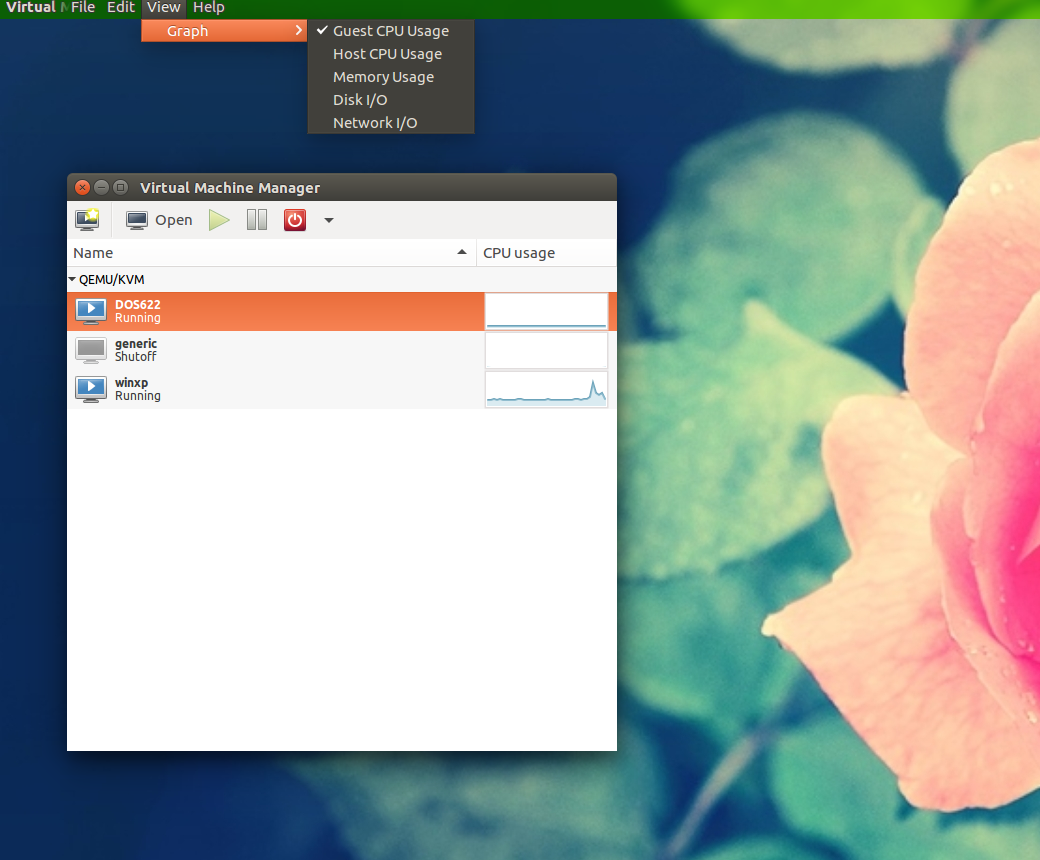 Virtual File Edit View Help
Graph
Guest CPU Usage
Host CPU Usage
Memory Usage
Disk I/O
Network I/O
Virtual Machine Manager
Open
Name CPU usage
QEMU/KVM
DOS622
Running
generic
Shutoff
winxp
Running